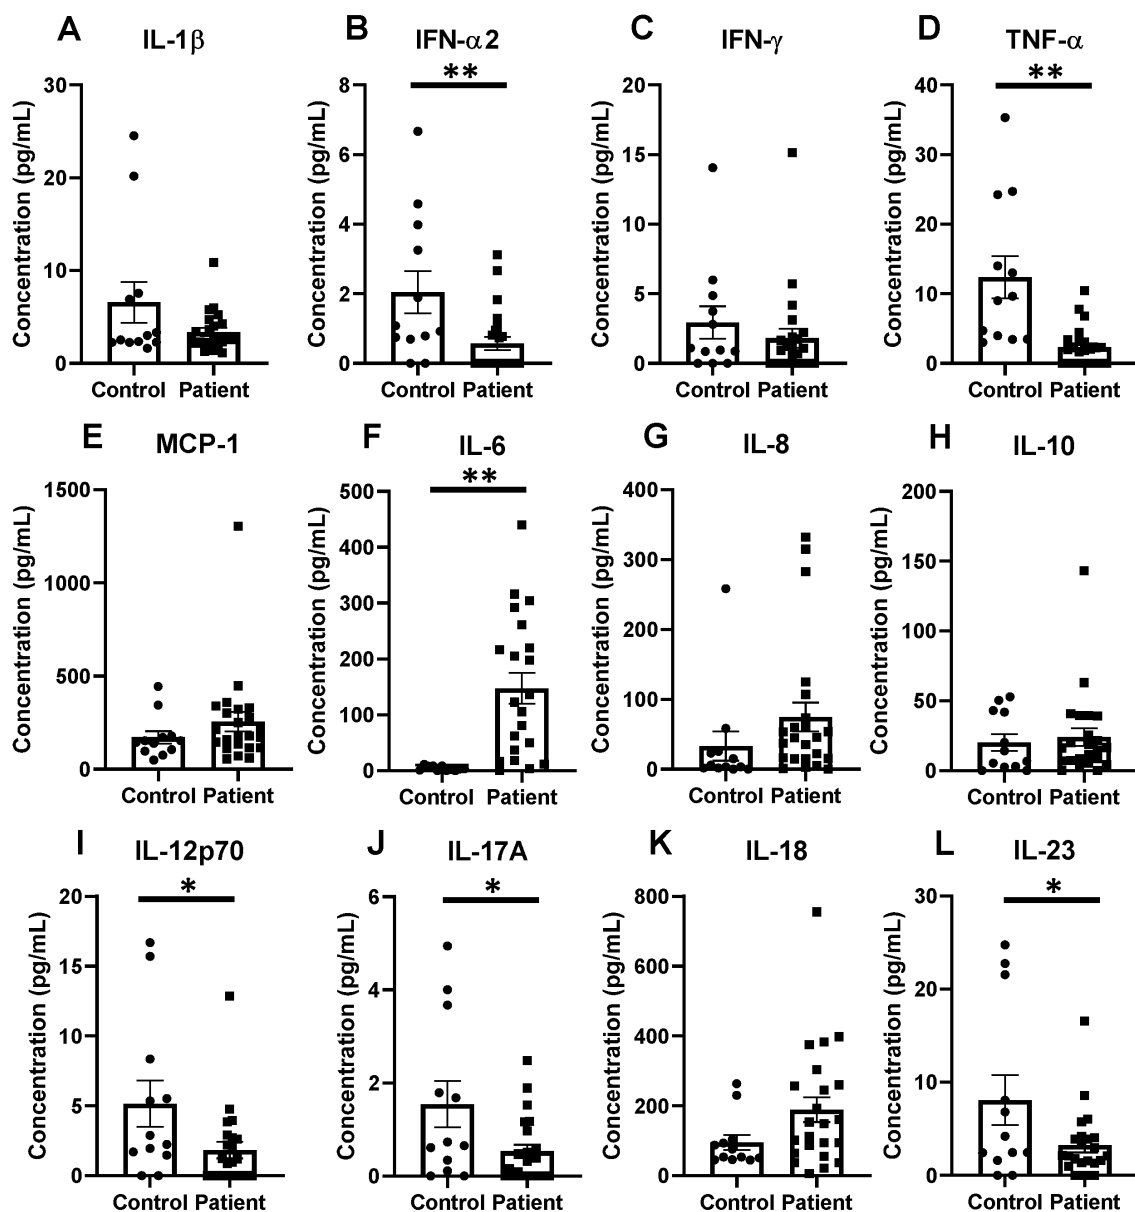 A IL-1β
B IFN-α2
C IFN-γ
D TNF-α
**
**
Concentration (pg/mL)
30
20
10
0
Control Patient
Concentration (pg/mL)
8
6
4
2
0
Control Patient
Concentration (pg/mL)
20
15
10
5
0
Control Patient
Concentration (pg/mL)
40
30
20
10
0
Control Patient
E MCP-1
F IL-6
G IL-8
H IL-10
**
Concentration (pg/mL)
1500
1000
500
0
Control Patient
Concentration (pg/mL)
500
400
300
200
100
0
Control Patient
Concentration (pg/mL)
400
300
200
100
0
Control Patient
Concentration (pg/mL)
200
150
100
50
0
Control Patient
I IL-12p70
J IL-17A
K IL-18
L IL-23
*
*
*
Concentration (pg/mL)
20
15
10
5
0
Control Patient
Concentration (pg/mL)
6
4
2
0
Control Patient
Concentration (pg/mL)
800
600
400
200
0
Control Patient
Concentration (pg/mL)
30
20
10
0
Control Patient